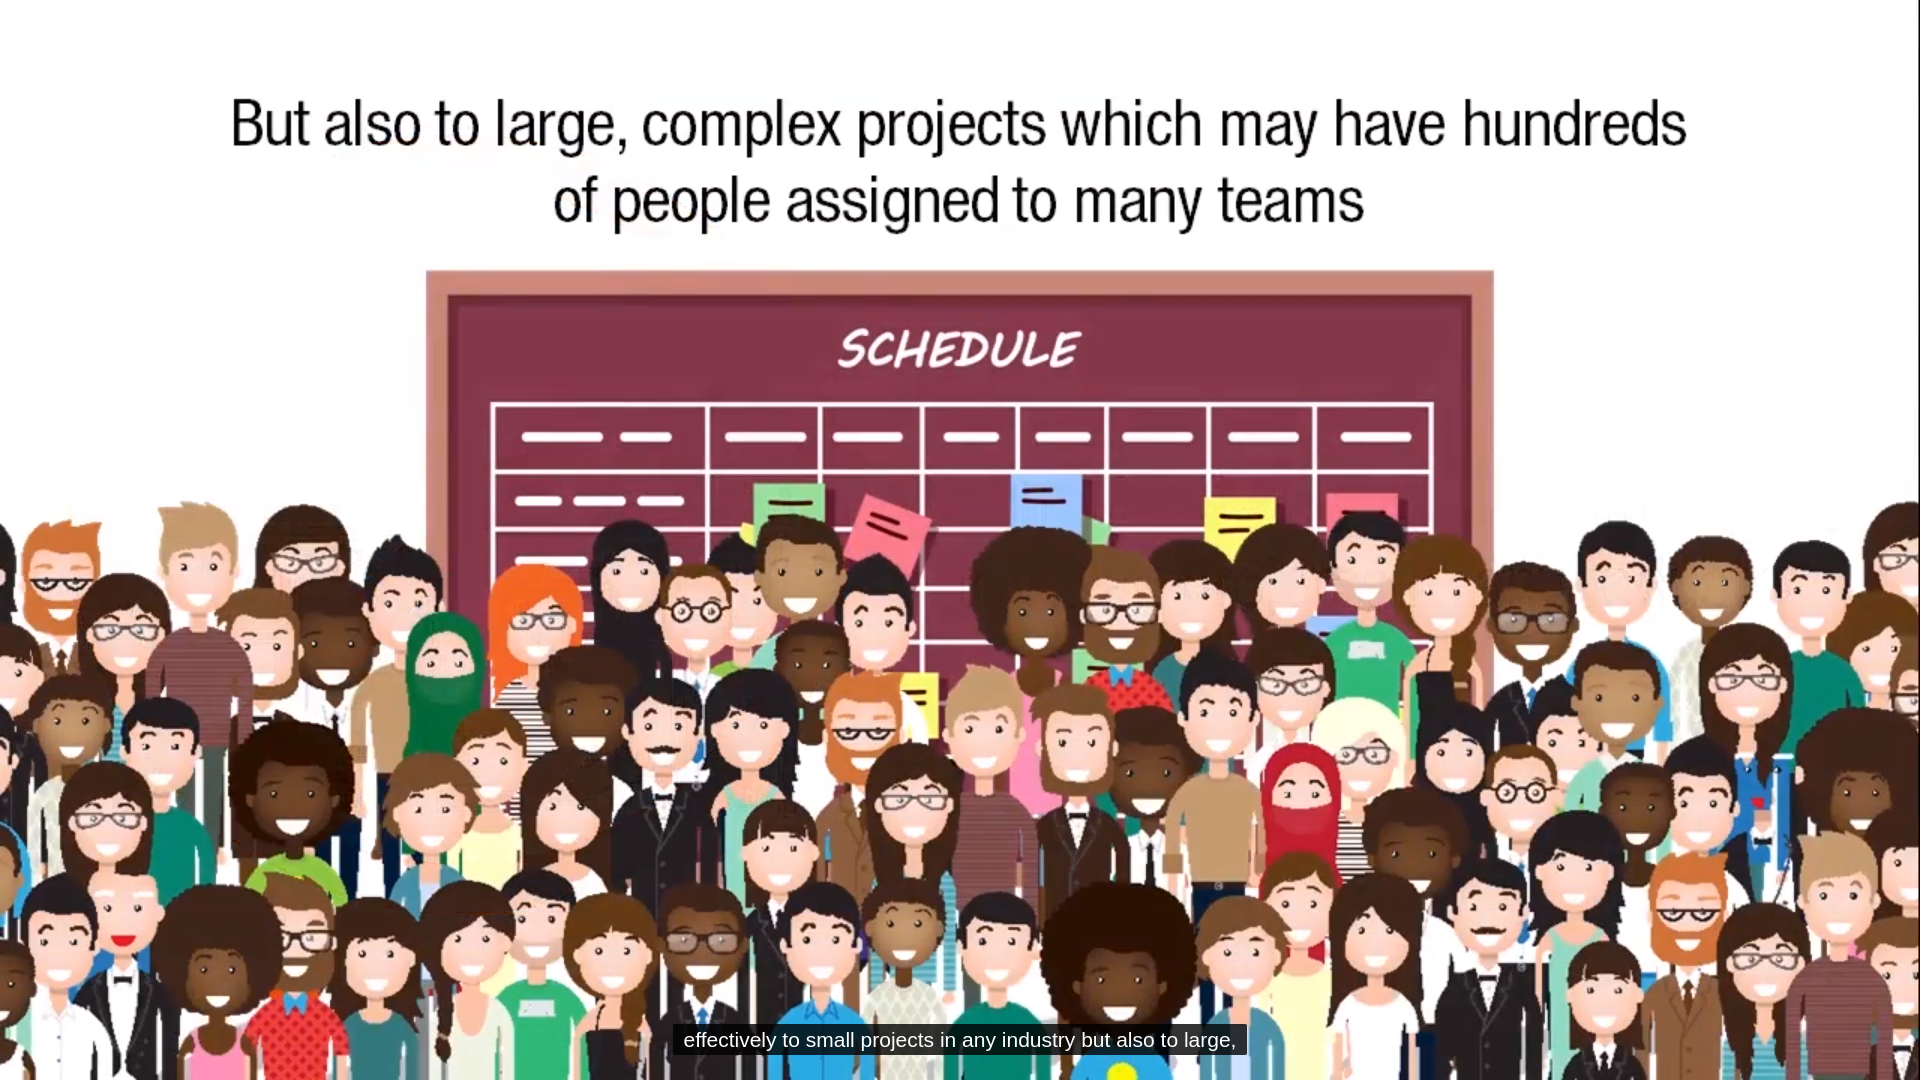 But also to large, complex projects which may have hundreds
of people assigned to many teams
SCHEDULE
effectively to small projects in any industry but also to large,